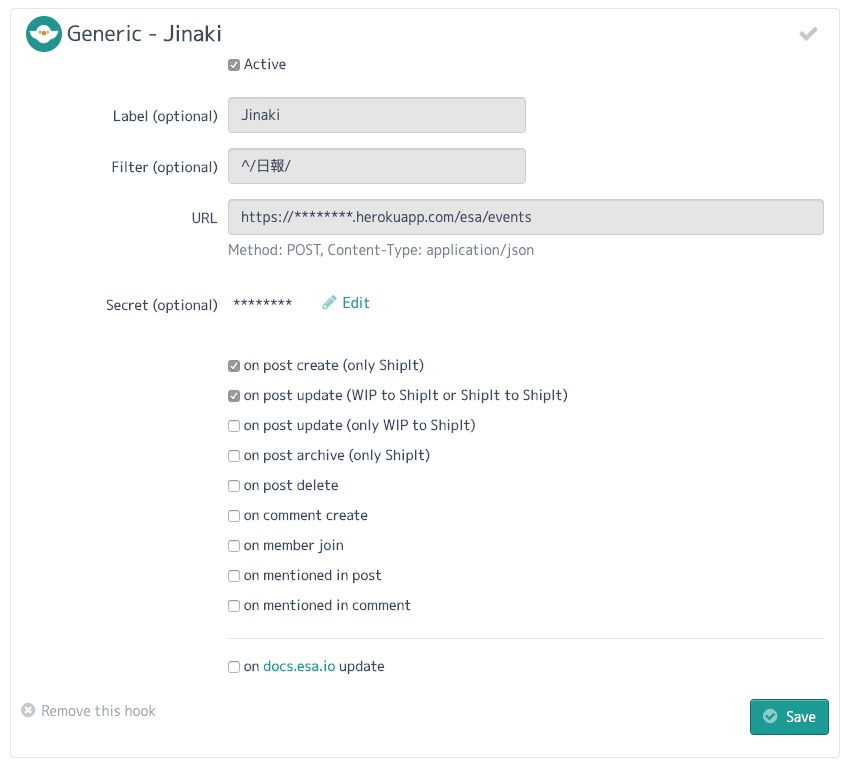 Generic - Jinaki
Active
Label (optional) Jinaki
Filter (optional) ^/日報/
URL https://********.herokuapp.com/esa/events
Method: POST, Content-Type: application/json
Secret (optional) ******** Edit
on post create (only ShipIt)
on post update (WIP to ShipIt or ShipIt to ShipIt)
on post update (only WIP to ShipIt)
on post archive (only ShipIt)
on post delete
on comment create
on member join
on mentioned in post
on mentioned in comment
on docs.esa.io update
Remove this hook Save